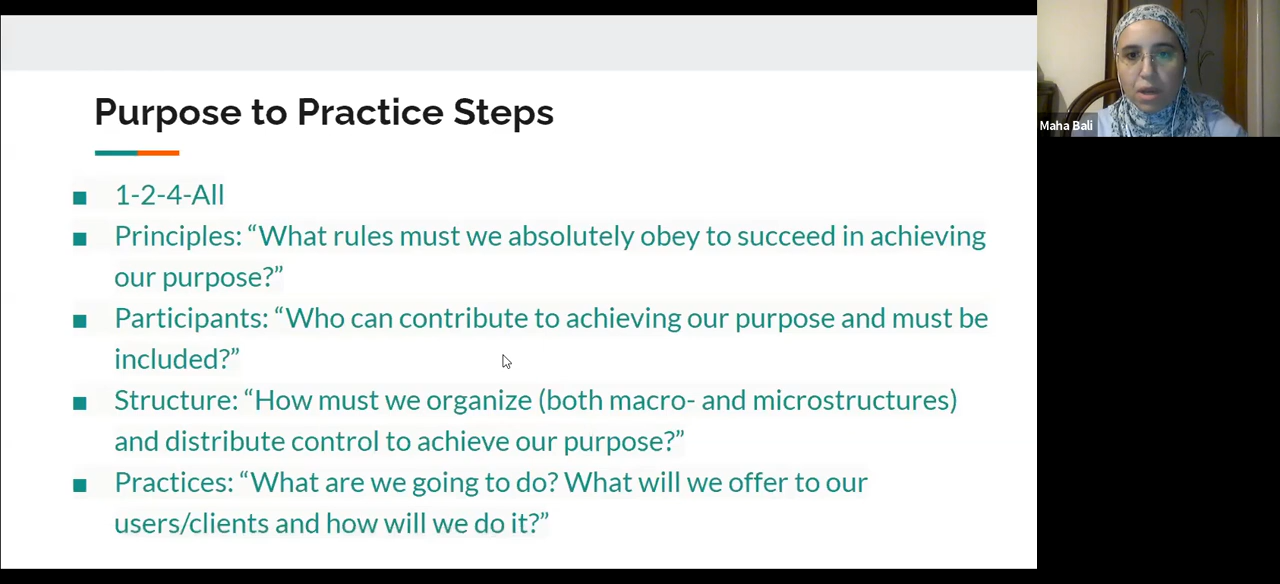 Purpose to Practice Steps
1-2-4-All
Principles: “What rules must we absolutely obey to succeed in achieving
our purpose?”
Participants: “Who can contribute to achieving our purpose and must be
included?”
Structure: “How must we organize (both macro- and microstructures)
and distribute control to achieve our purpose?”
Practices: “What are we going to do? What will we offer to our
users/clients and how will we do it?”
Maha Bali